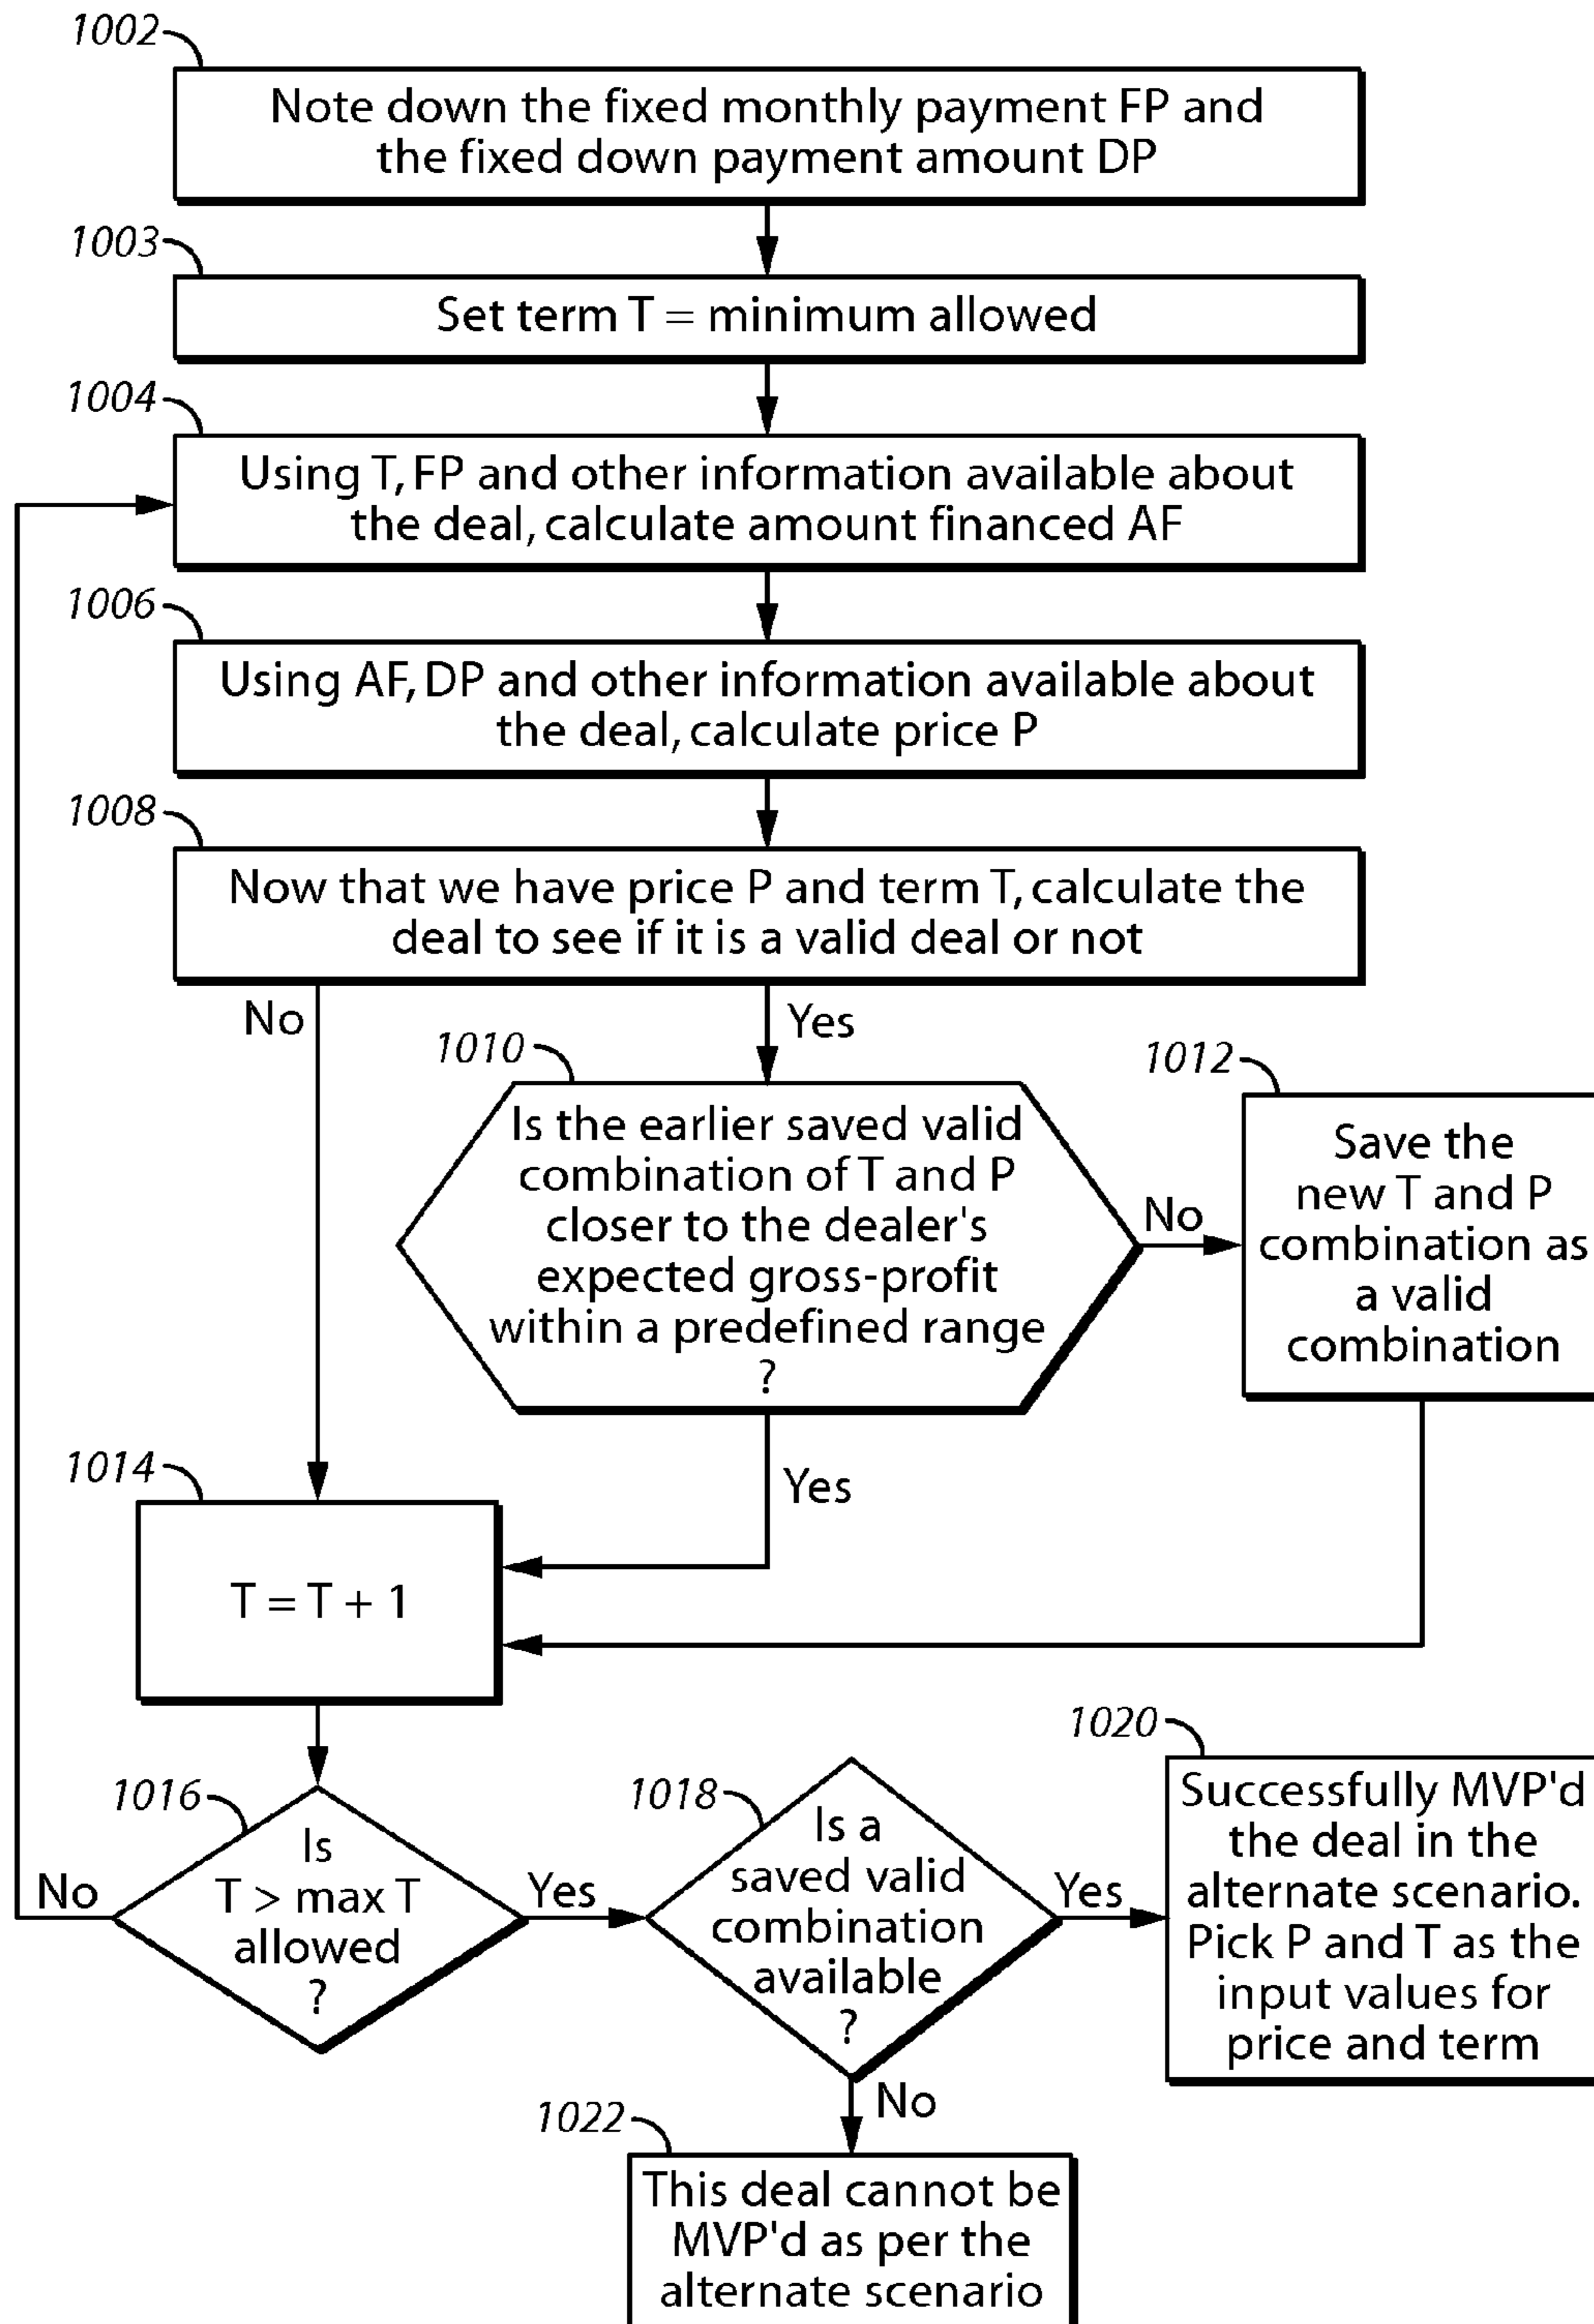 1002
Note down the fixed monthly payment FP and
the fixed down payment amount DP
1003
Set term T = minimum allowed
1004
Using T, FP and other information available about
the deal, calculate amount financed AF
1006
Using AF, DP and other information available about
the deal, calculate price P
1008
Now that we have price P and term T, calculate the
deal to see if it is a valid deal or not
No
Yes
1010
Is the earlier saved valid
combination of T and P
closer to the dealer's
expected gross-profit
within a predefined range
?
No
1012
Save the
new T and P
combination as
a valid
combination
Yes
1014
T = T + 1
1016
Is
T > max T
allowed
?
No
Yes
1018
Is a
saved valid
combination
available
?
Yes
1020
Successfully MVP'd
the deal in the
alternate scenario.
Pick P and T as the
input values for
price and term
No
1022
This deal cannot be
MVP'd as per the
alternate scenario